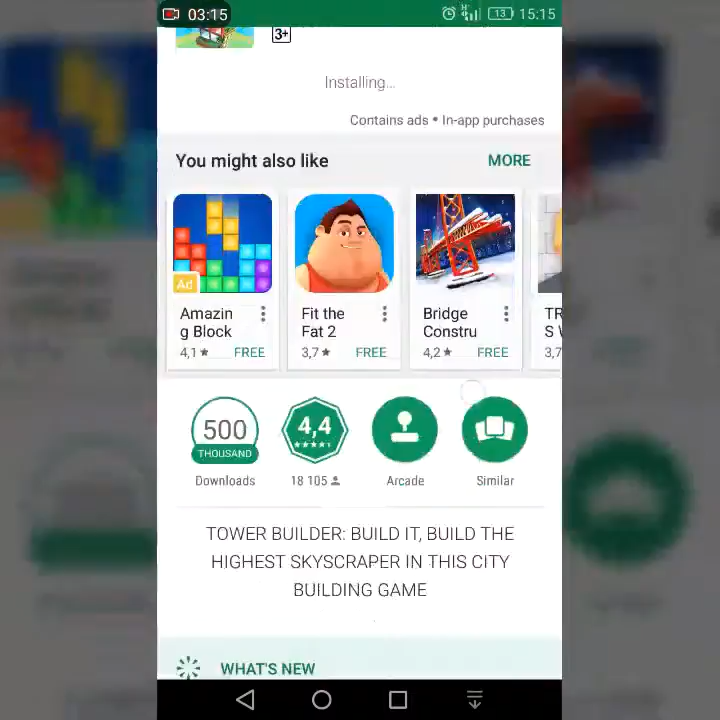 03:15 13 15:15
3+
Installing...
Contains ads • In-app purchases
You might also like MORE
Ad
Amazin
g Block
4,1★ FREE
Fit the
Fat 2
3,7★ FREE
Bridge
Constru
4,2★ FREE
TR
S W
3,7
500
THOUSAND
Downloads
4,4
18 105
Arcade
Similar
TOWER BUILDER: BUILD IT, BUILD THE
HIGHEST SKYSCRAPER IN THIS CITY
BUILDING GAME
WHAT'S NEW